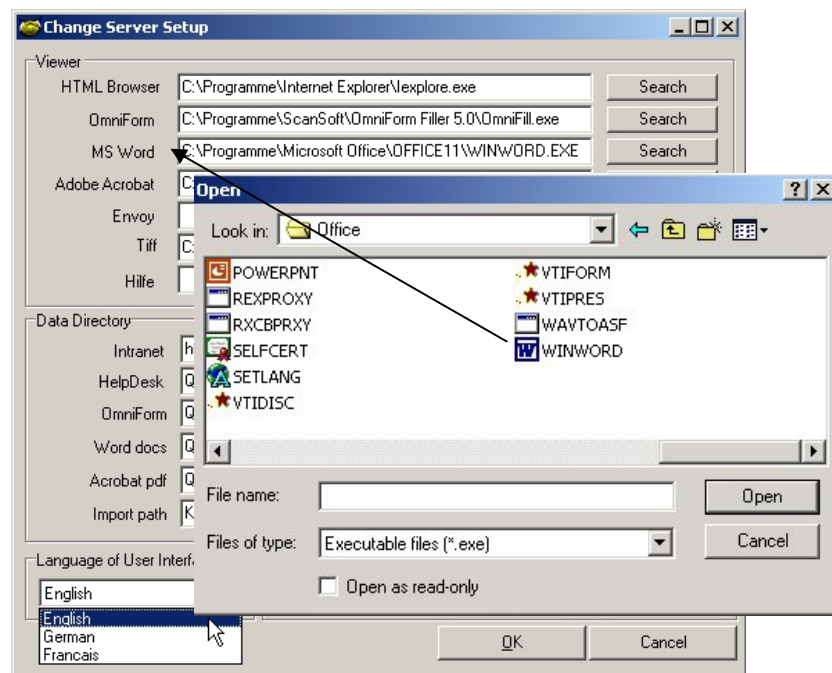 Change Server Setup
Viewer
HTML Browser C:\Programme\Internet Explorer\Iexplore.exe Search
OmniForm C:\Programme\ScanSoft\OmniForm Filler 5.0\OmniFill.exe Search
MS Word C:\Programme\Microsoft Office\OFFICE11\WINWORD.EXE Search
Adobe Acrobat C:
Envoy
Tiff C:
Hilfe
Data Directory
Intranet h
HelpDesk Q
OmniForm Q
Word docs Q
Acrobat pdf Q
Import path K
Language of User Interf
English
English
German
Francais
OK Cancel
Open
Look in: Office
POWERPNT
REXPROXY
RXCBPRXY
SELFCERT
SETLANG
VTIDISC
VTIFORM
VTIPRES
WAVTOASF
WINWORD
File name: Open
Files of type: Executable files (*.exe) Cancel
Open as read-only